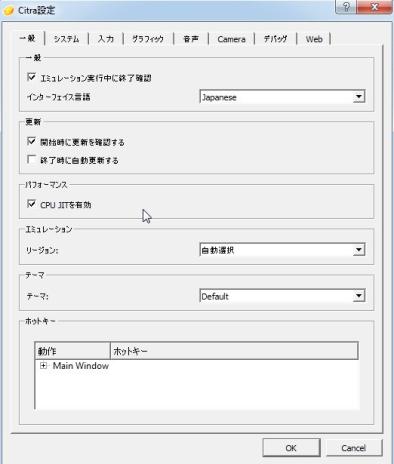 Citra設定
一般 システム 入力 グラフィック 音声 Camera デバッグ Web
一般
エミュレーション実行中に終了確認
インターフェイス言語 Japanese
更新
開始時に更新を確認する
終了時に自動更新する
パフォーマンス
CPU JITを有効
エミュレーション
リージョン: 自動選択
テーマ
テーマ: Default
ホットキー
動作 ホットキー
Main Window
OK Cancel